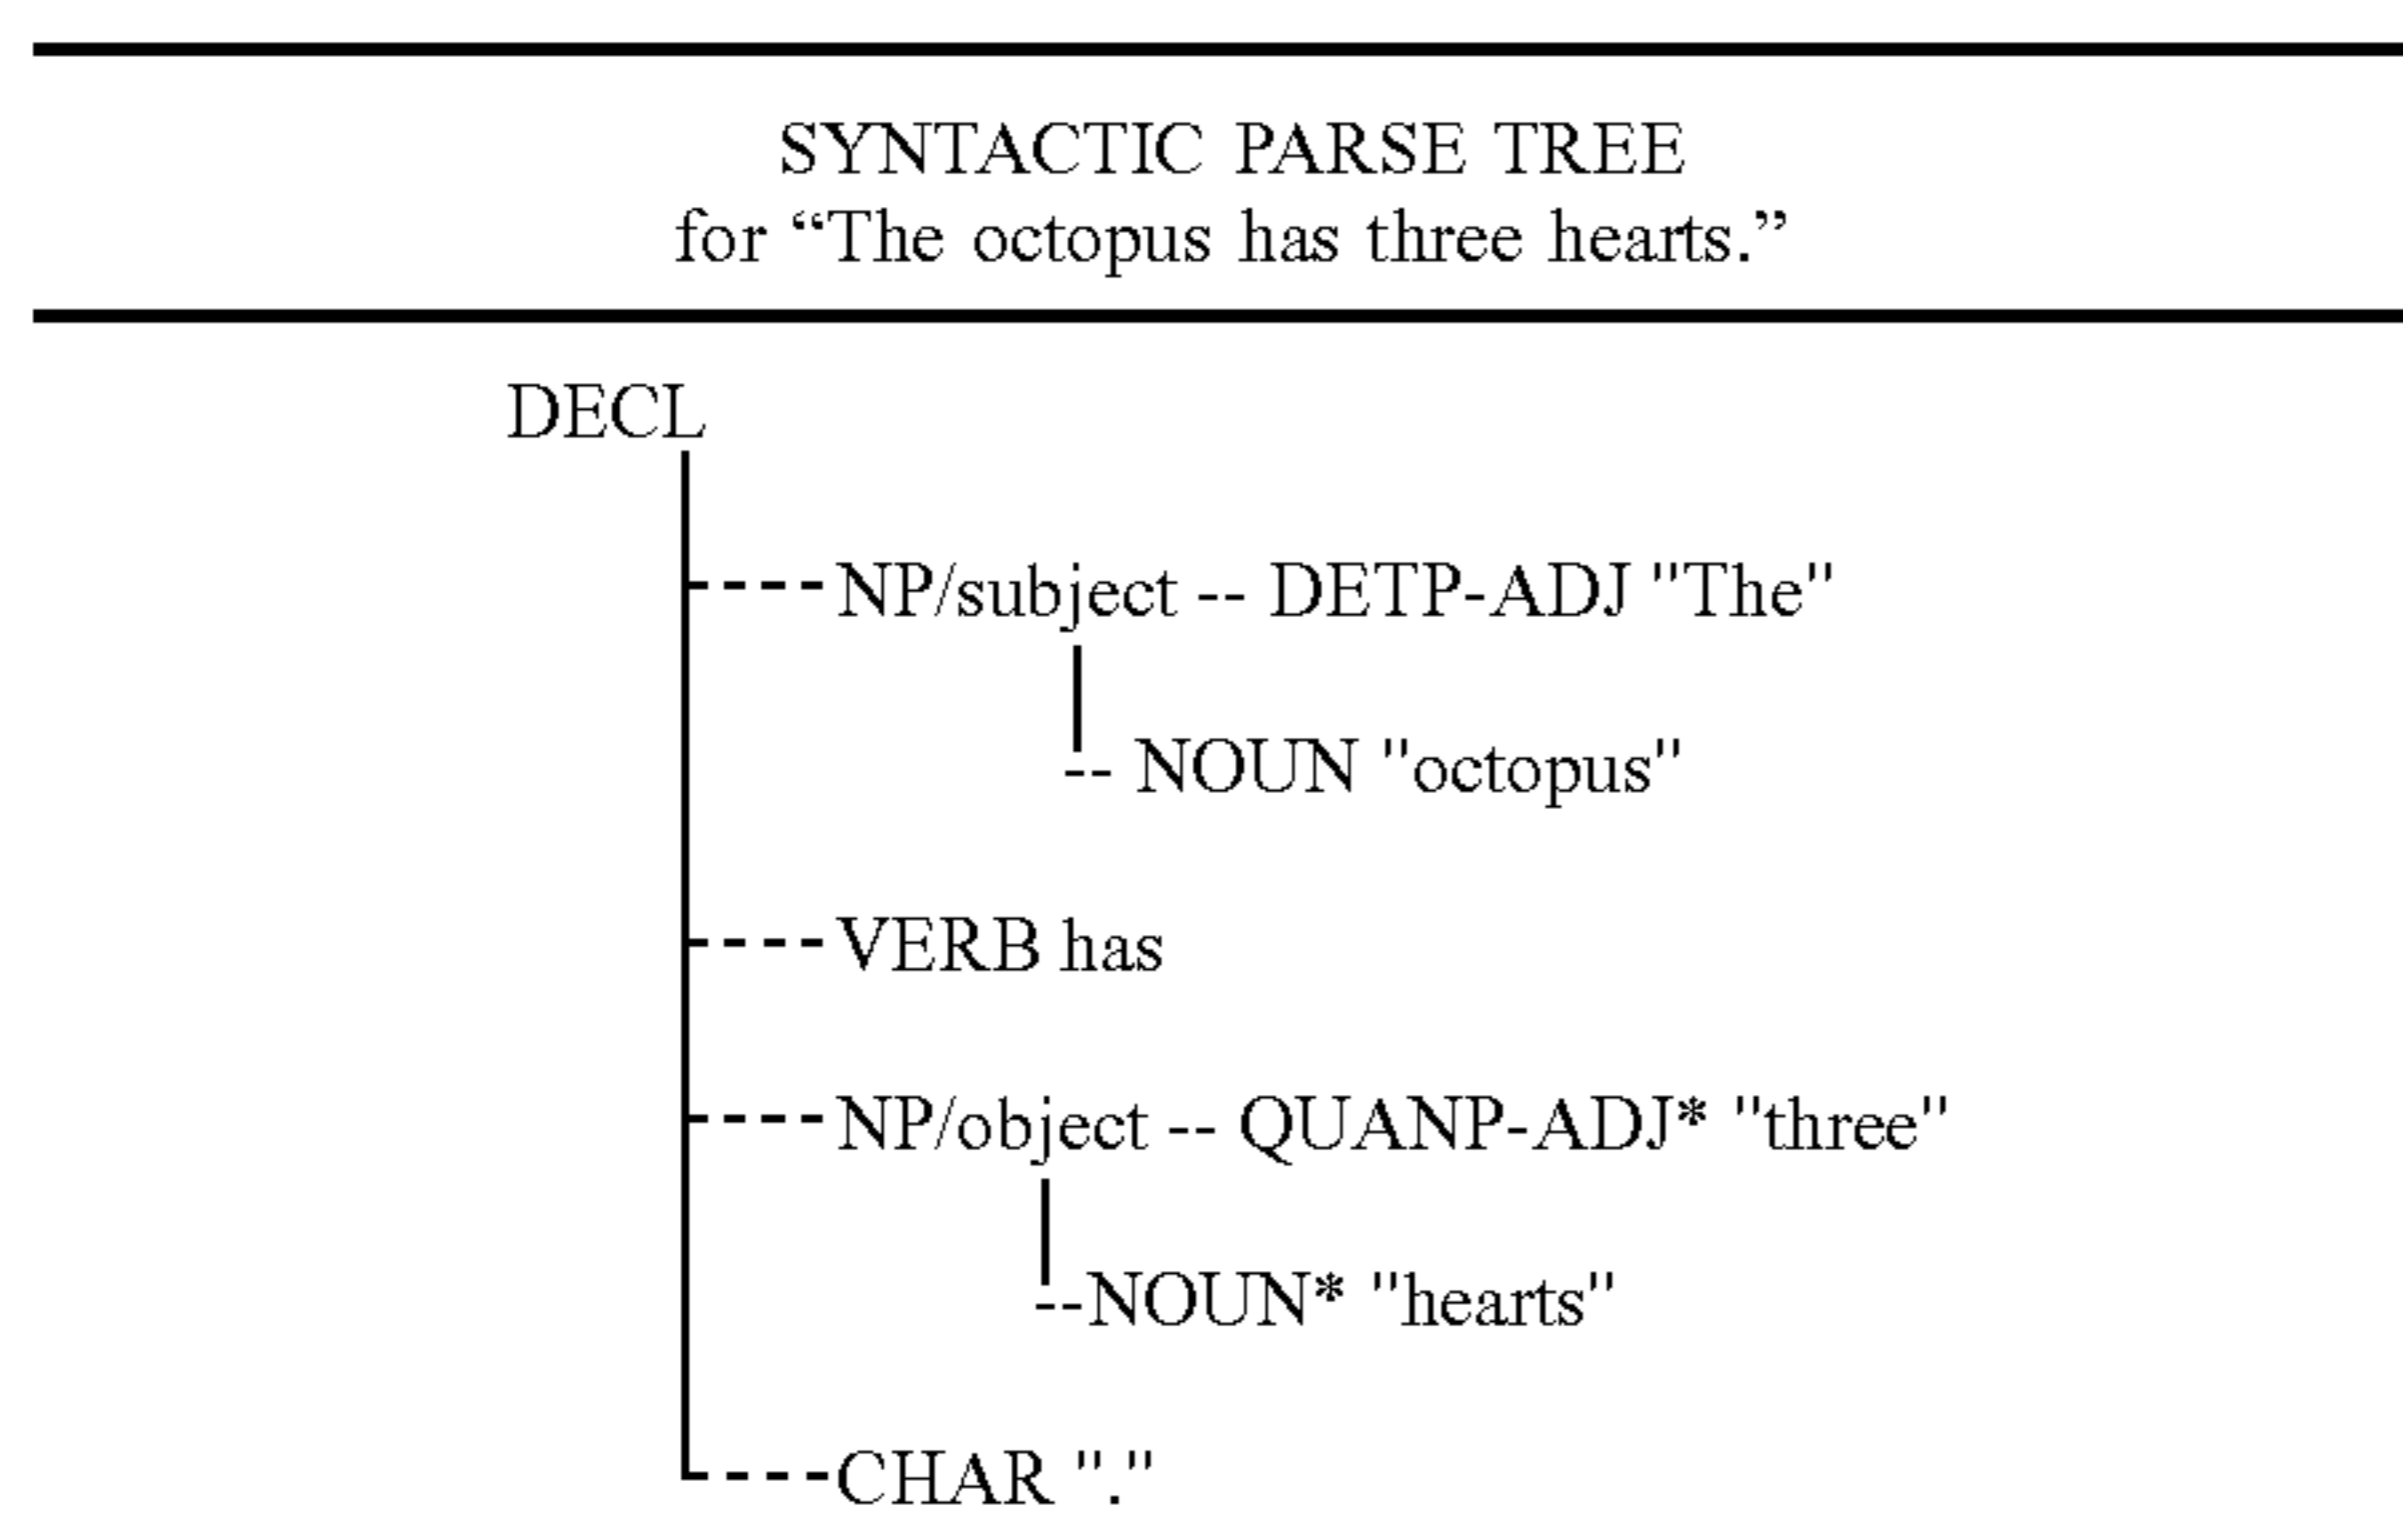 SYNTACTIC PARSE TREE
for “The octopus has three hearts.”
DECL
NP/subject -- DETP-ADJ "The"
-- NOUN "octopus"
VERB has
NP/object -- QUANP-ADJ* "three"
--NOUN* "hearts"
CHAR "."